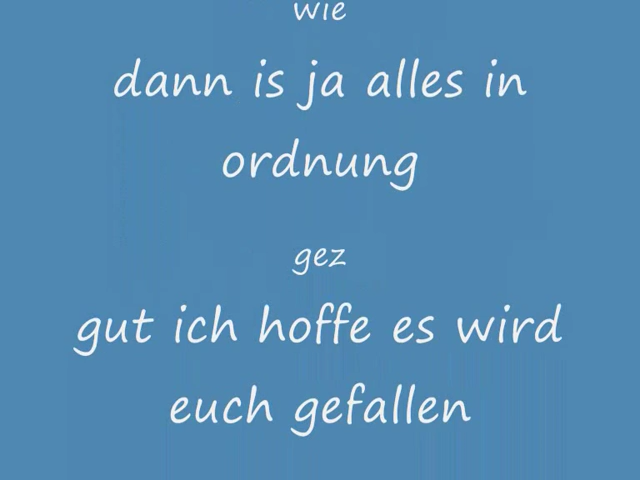 wie
dann is ja alles in
ordnung
gez
gut ich hoffe es wird
euch gefallen